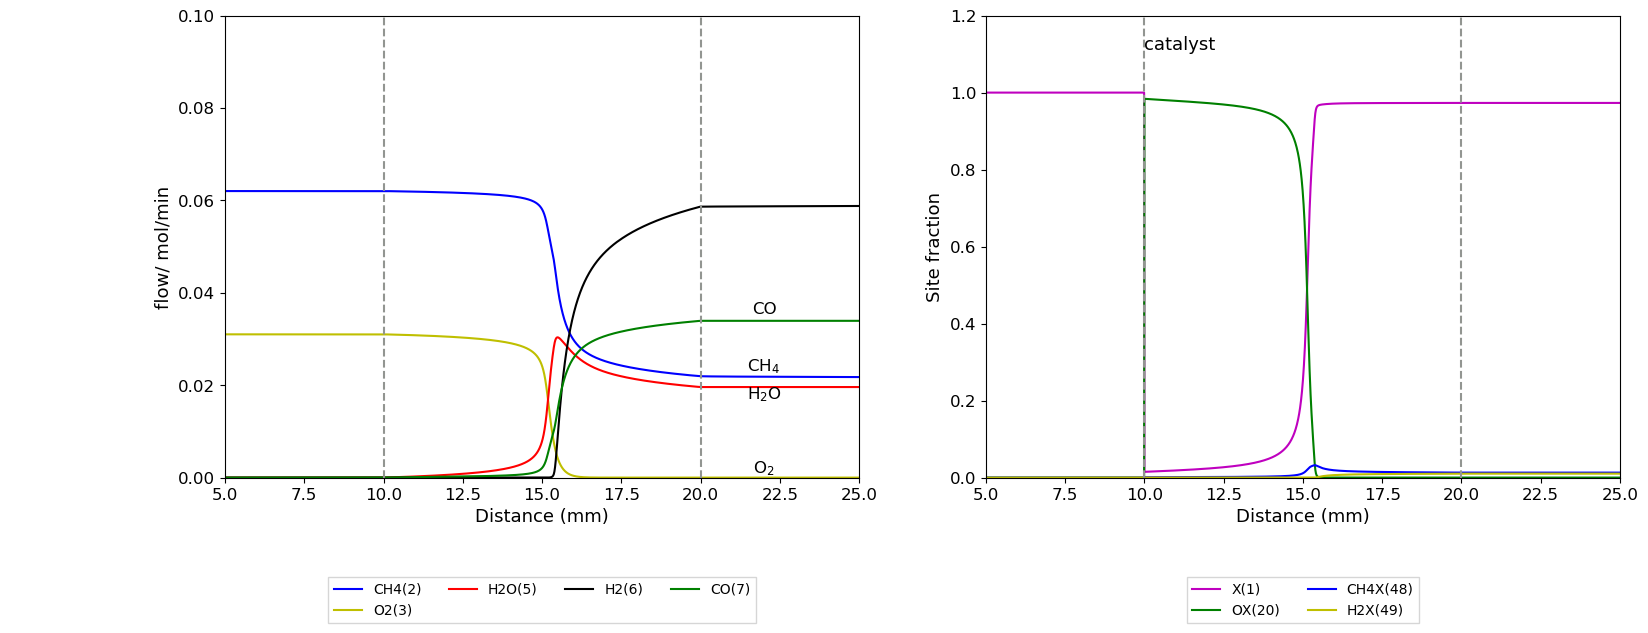 flow/ mol/min
0.10
0.08
0.06
0.04
0.02
0.00
CO
CH₄
H₂O
O₂
5.0 7.5 10.0 12.5 15.0 17.5 20.0 22.5 25.0
Distance (mm)
CH4(2) H2O(5) H2(6) CO(7)
O2(3)
Site fraction
1.2
1.0
0.8
0.6
0.4
0.2
0.0
catalyst
5.0 7.5 10.0 12.5 15.0 17.5 20.0 22.5 25.0
Distance (mm)
X(1) CH4X(48)
OX(20) H2X(49)